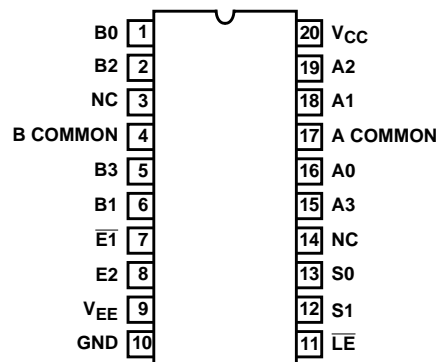 B0 1 20 VCC
B2 2 19 A2
NC 3 18 A1
B COMMON 4 17 A COMMON
B3 5 16 A0
B1 6 15 A3
E1 7 14 NC
E2 8 13 S0
VEE 9 12 S1
GND 10 11 LE